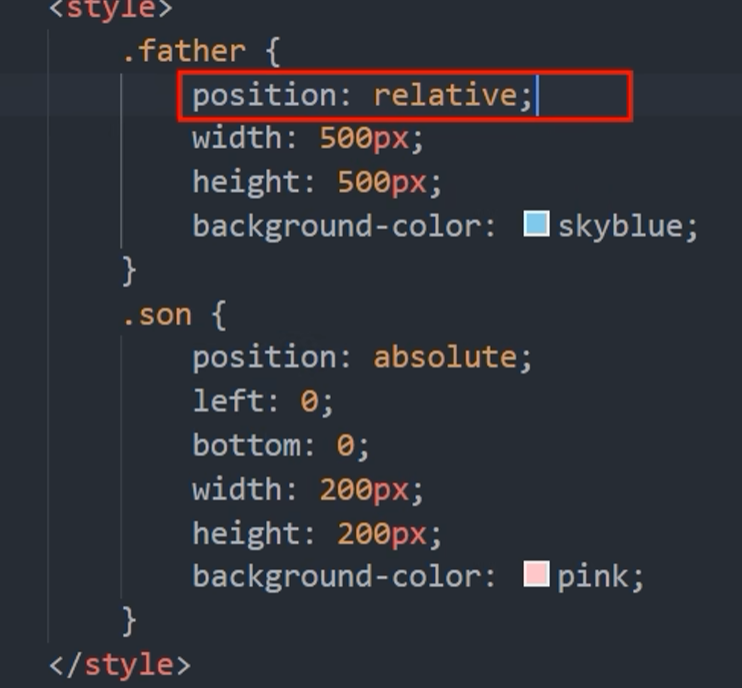 <style>
.father {
position: relative;
width: 500px;
height: 500px;
background-color: skyblue;
}
.son {
position: absolute;
left: 0;
bottom: 0;
width: 200px;
height: 200px;
background-color: pink;
}
</style>